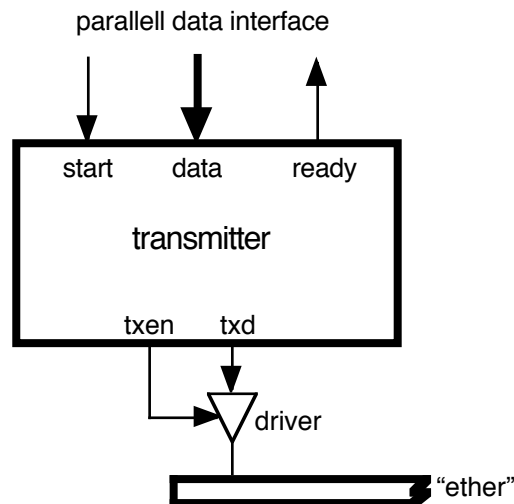 parallell data interface
start data ready
transmitter
txen txd
driver
“ether”